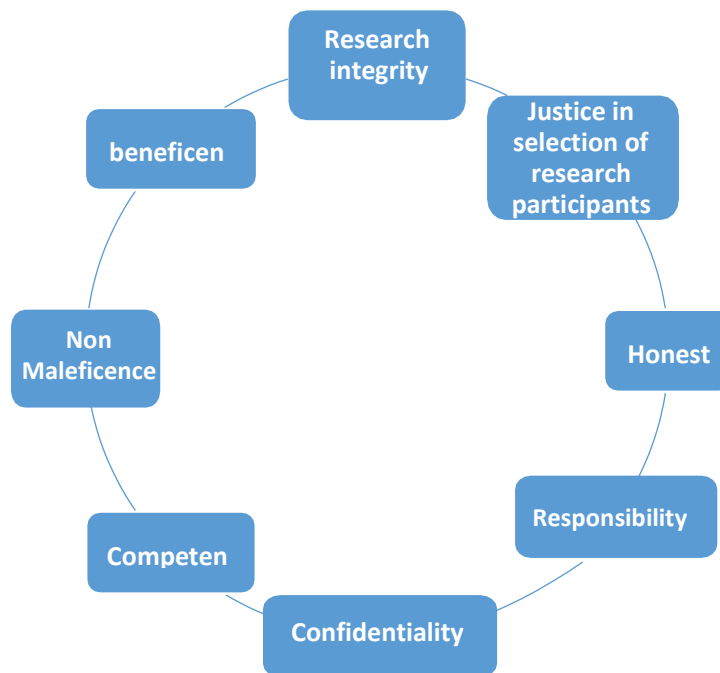 Research
integrity
Justice in
selection of
research
participants
Honest
Responsibility
Confidentiality
Competen
Non
Maleficence
beneficen